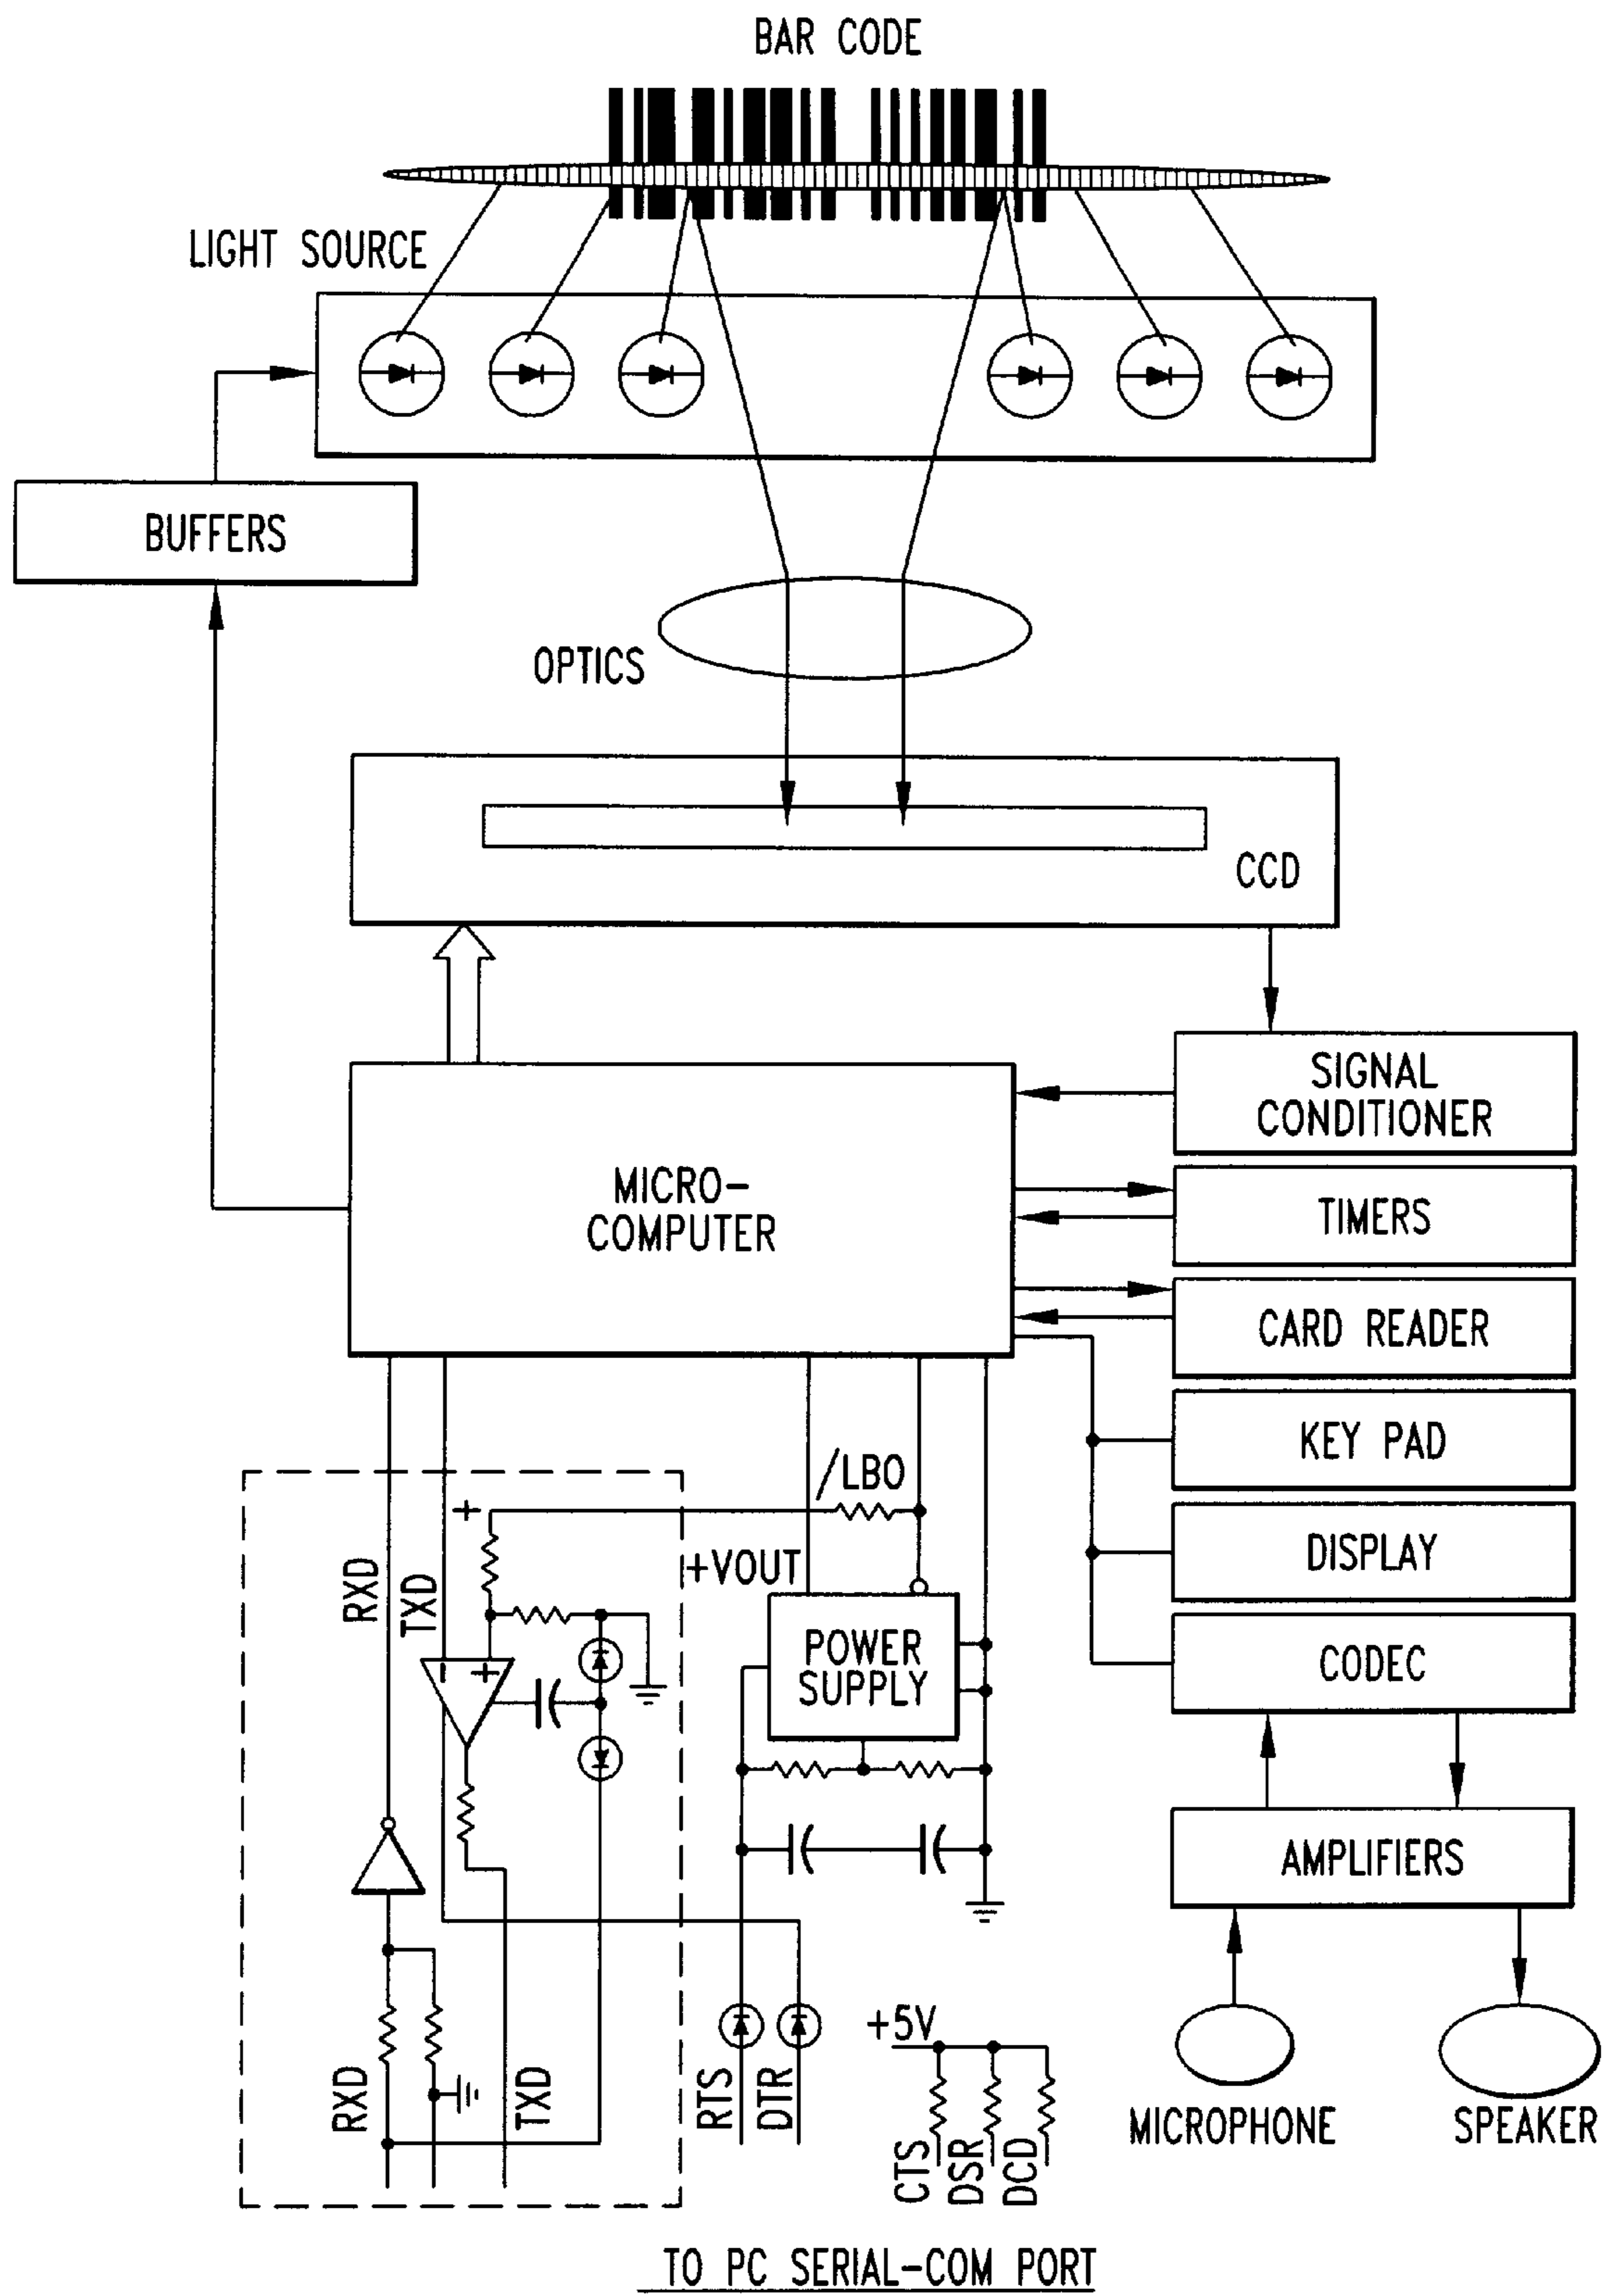 BAR CODE
LIGHT SOURCE
BUFFERS
OPTICS
CCD
SIGNAL
CONDITIONER
MICRO-
COMPUTER
TIMERS
CARD READER
KEY PAD
/LBO
+
DISPLAY
+VOUT
RXD
TXD
- +
POWER
SUPPLY
CODEC
AMPLIFIERS
+5V
RXD
TXD
RTS
DTR
CTS
DSR
DCD
MICROPHONE
SPEAKER
TO PC SERIAL-COM PORT